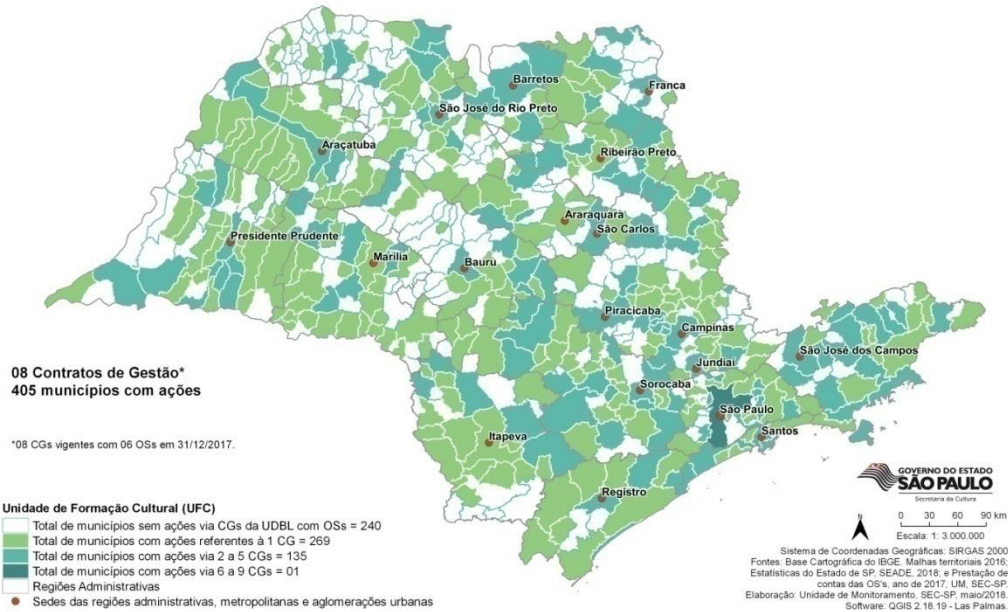 Barretos
Franca
São José do Rio Preto
Araçatuba
Ribeirão Preto
Araraquara
São Carlos
Presidente Prudente
Marília
Bauru
Piracicaba
Campinas
São José dos Campos
Jundiaí
Sorocaba
São Paulo
Santos
Itapeva
Registro
08 Contratos de Gestão*
405 municípios com ações
*08 CGs vigentes com 06 OSs em 31/12/2017.
Unidade de Formação Cultural (UFC)
Total de municípios sem ações via CGs da UDBL com OSs = 240
Total de municípios com ações referentes à 1 CG = 269
Total de municípios com ações via 2 a 5 CGs = 135
Total de municípios com ações via 6 a 9 CGs = 01
Regiões Administrativas
Sedes das regiões administrativas, metropolitanas e aglomerações urbanas
GOVERNO DO ESTADO
SÃO PAULO
Secretaria da Cultura
N
0 30 60 90 km
Escala: 1: 3.000.000
Sistema de Coordenadas Geográficas: SIRGAS 2000
Fontes: Base Cartográfica do IBGE. Malhas territoriais 2016;
Estatísticas do Estado de SP, SEADE, 2018; e Prestação de
contas das OS's, ano de 2017, UM, SEC-SP.
Elaboração: Unidade de Monitoramento, SEC-SP, maio/2018.
Software: QGIS 2.18.19 - Las Palmas.